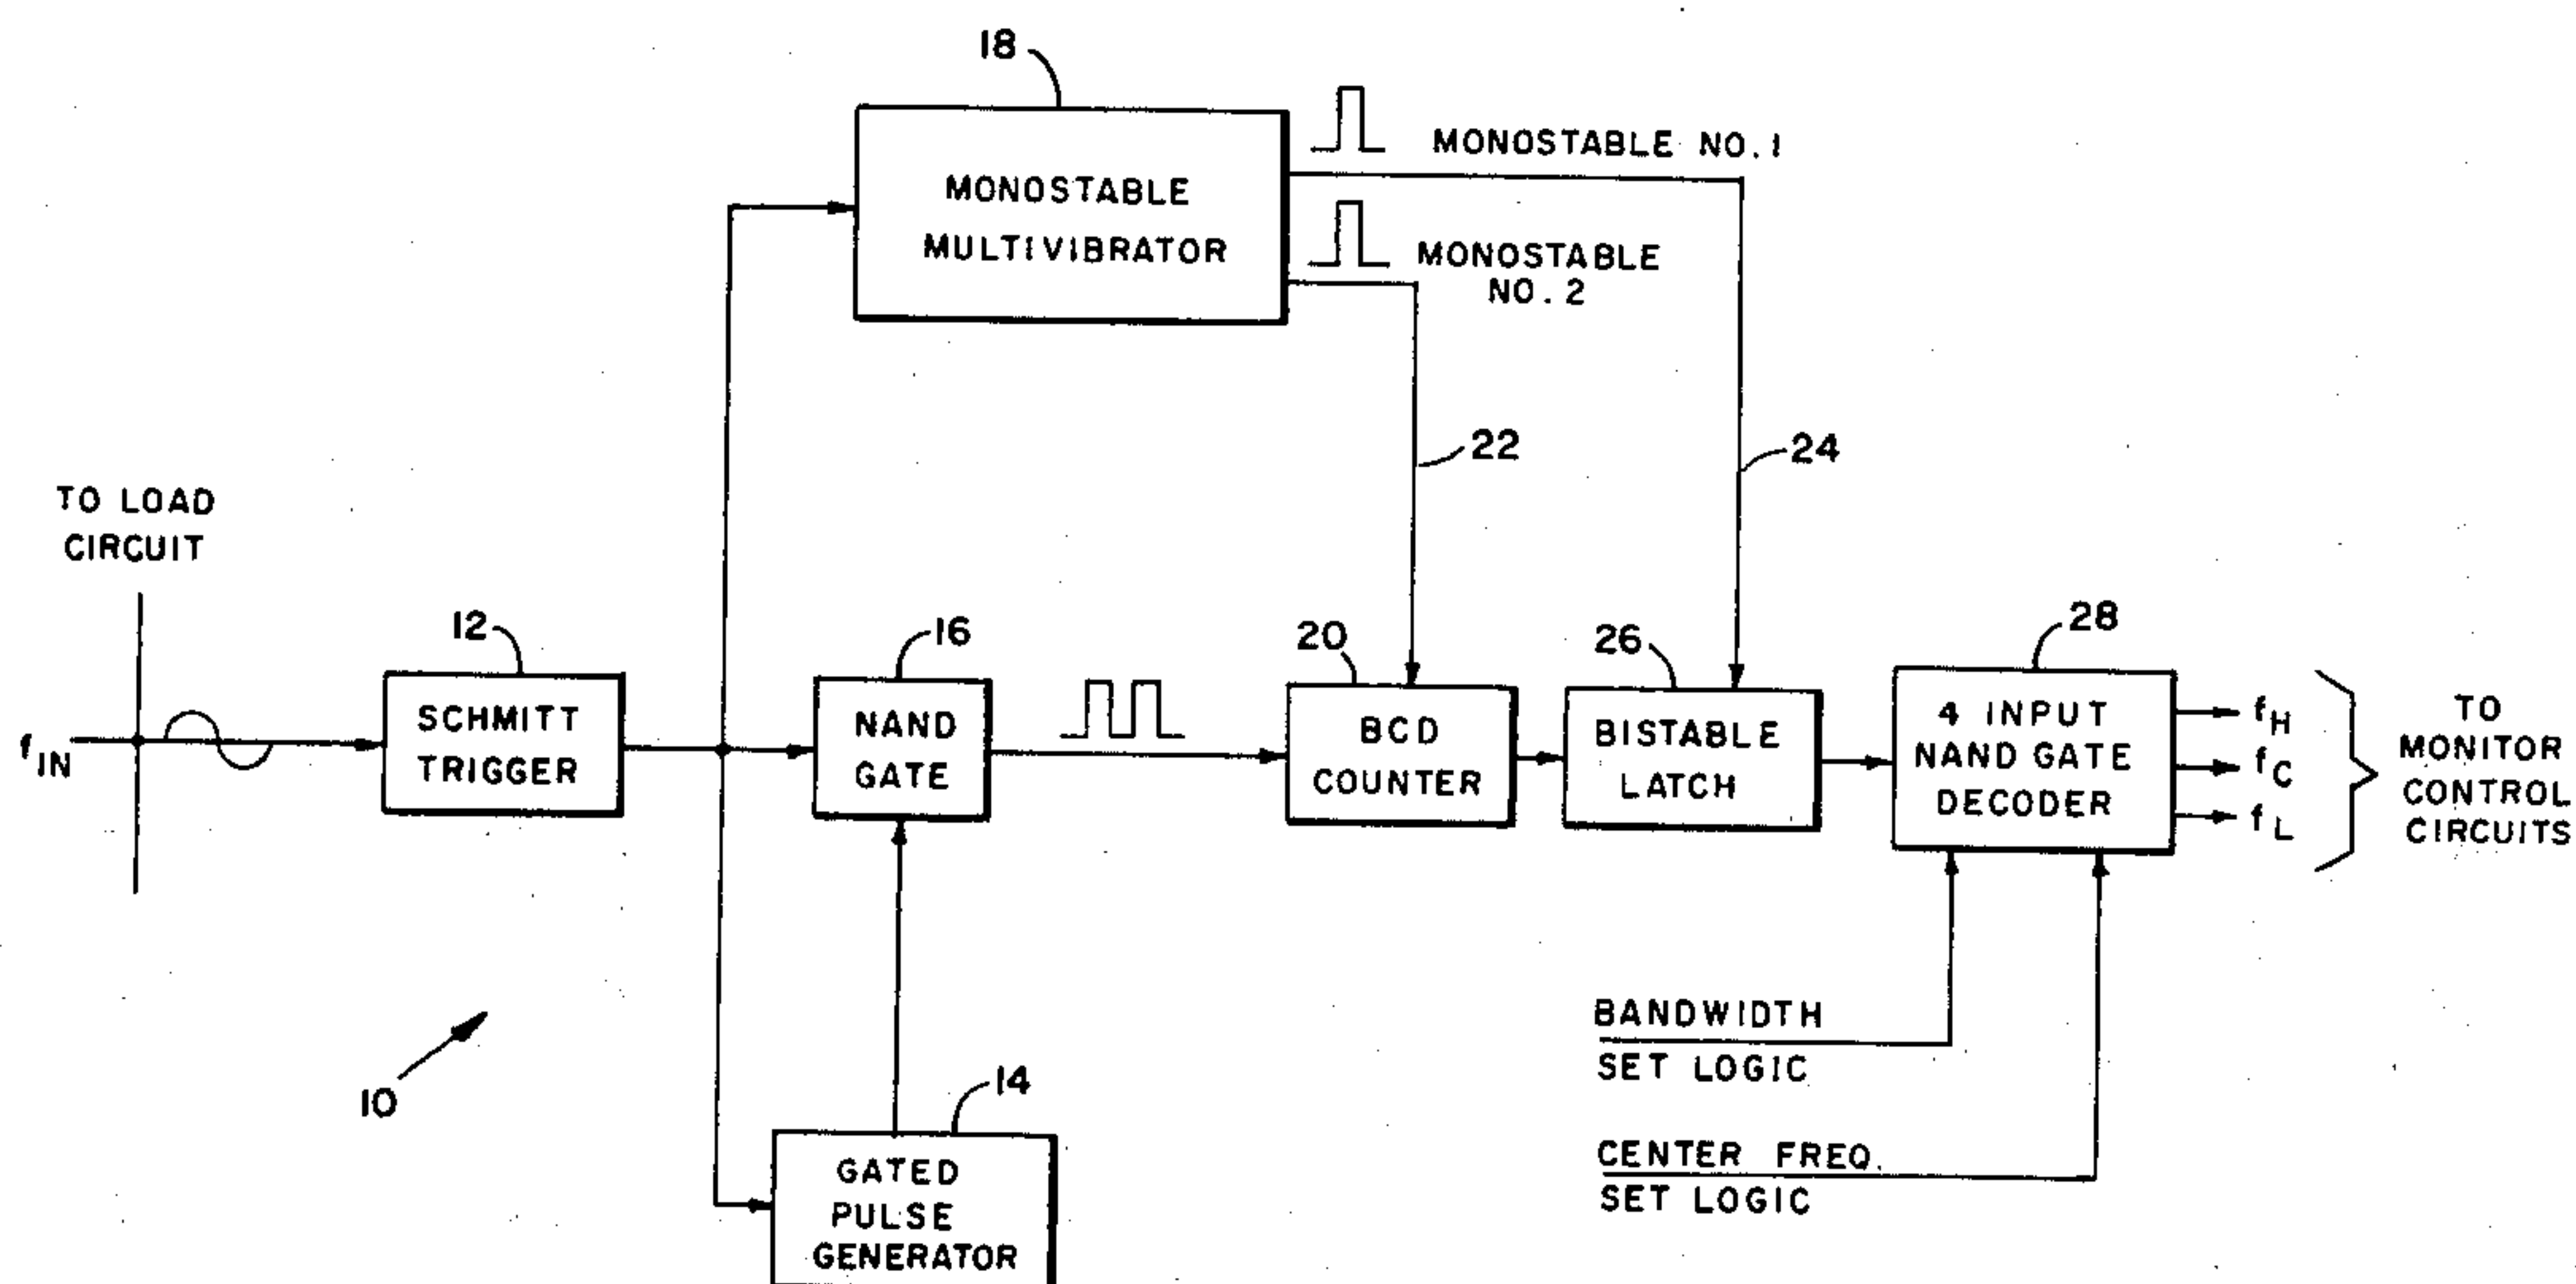 18
MONOSTABLE NO. 1
MONOSTABLE
MULTIVIBRATOR
MONOSTABLE
NO. 2
22
24
TO LOAD
CIRCUIT
fIN
12
SCHMITT
TRIGGER
16
NAND
GATE
20
BCD
COUNTER
26
BISTABLE
LATCH
28
4 INPUT
NAND GATE
DECODER
fH
fC
fL
TO
MONITOR
CONTROL
CIRCUITS
10
14
GATED
PULSE
GENERATOR
BANDWIDTH
SET LOGIC
CENTER FREQ.
SET LOGIC